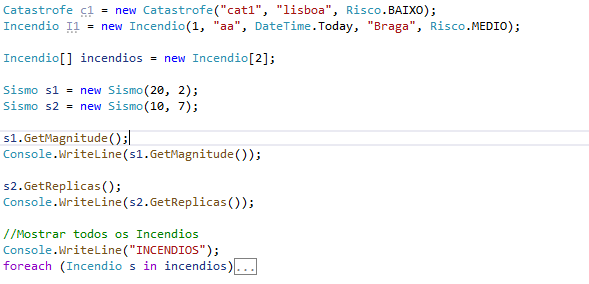 Catastrofe c1 = new Catastrofe("cat1", "lisboa", Risco.BAIXO);
Incendio I1 = new Incendio(1, "aa", DateTime.Today, "Braga", Risco.MEDIO);
Incendio[] incendios = new Incendio[2];
Sismo s1 = new Sismo(20, 2);
Sismo s2 = new Sismo(10, 7);
s1.GetMagnitude();
Console.WriteLine(s1.GetMagnitude());
s2.GetReplicas();
Console.WriteLine(s2.GetReplicas());
//Mostrar todos os Incendios
Console.WriteLine("INCENDIOS");
foreach (Incendio s in incendios)...